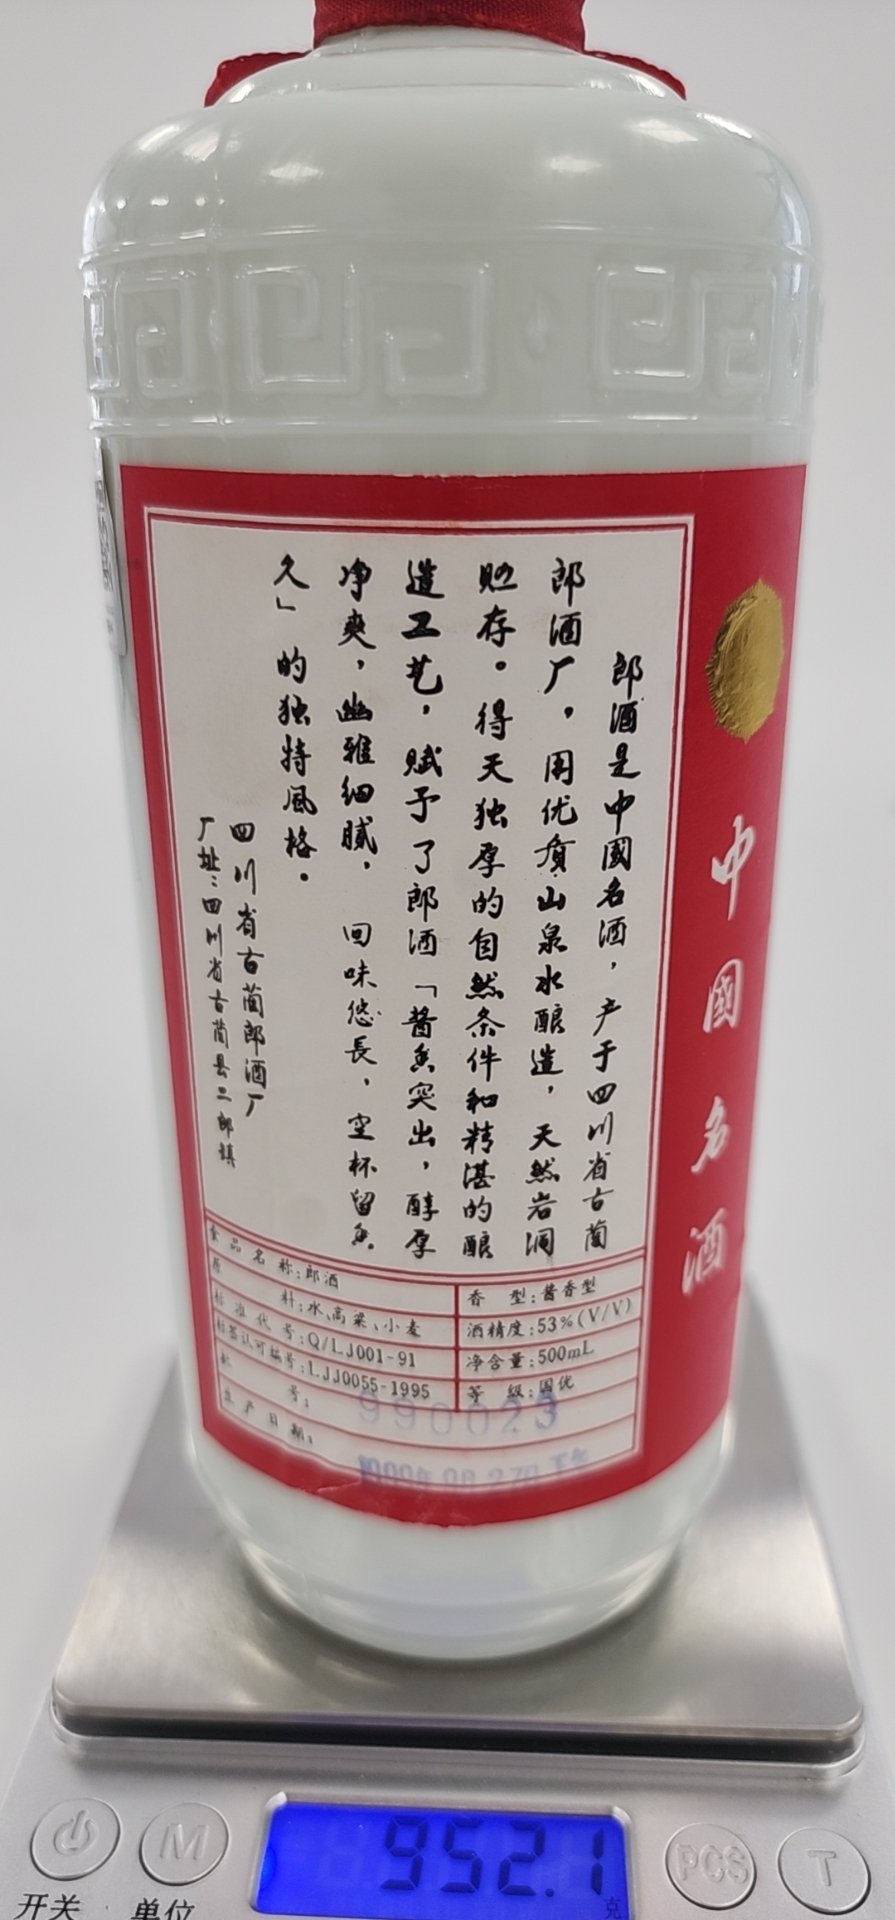 郎酒是中國名酒，产于四川省古蔺
郎酒厂。用优质山泉水酿造，天然岩洞
贮存。得天独厚的自然条件和精湛的酿
造工艺，赋予了郎酒「酱香突出，醇厚
净爽，幽雅细腻，回味悠長，空杯留香
久」的独特风格。
四川省古蔺郎酒厂
厂址：四川省古蔺县二郎镇
中國名酒
食品名称：郎酒
原料：水、高粱、小麦
标准代号：Q/LJ001-91
标签认可编号：LJJ0055-1995
香型：酱香型
酒精度：53%(V/V)
净含量：500mL
等级：国优
批号：990023
生产日期：
952.1
克
开关
单位
M
PCS
T